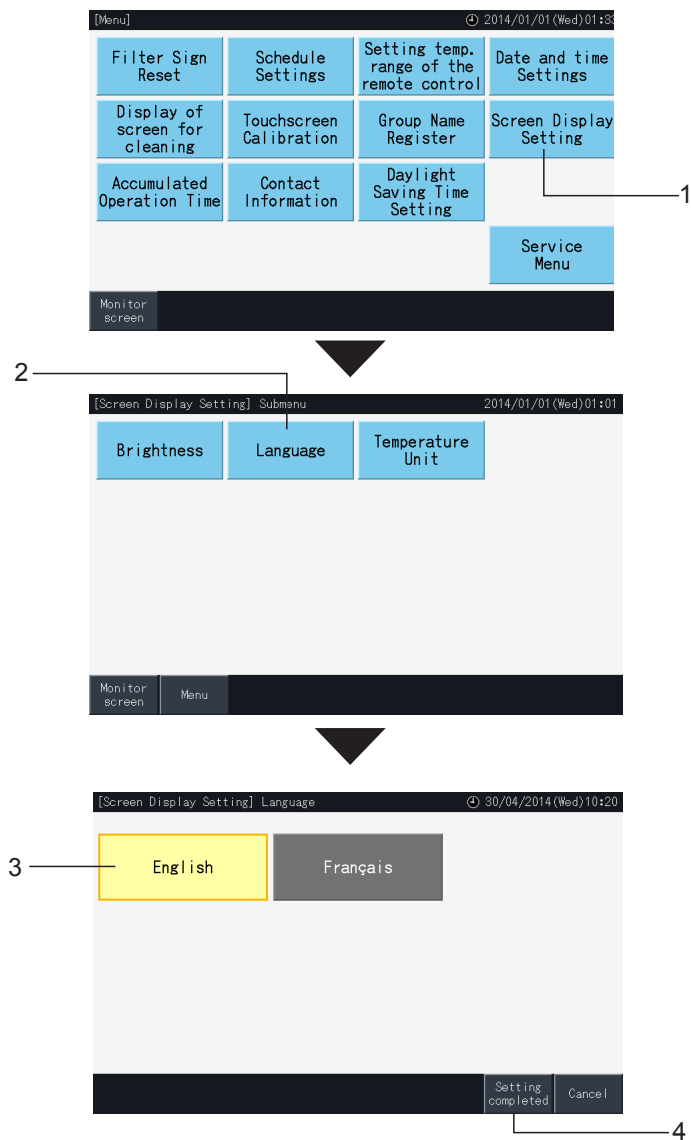 [Menu] 2014/01/01(Wed)01:33
Filter Sign
Reset
Schedule
Settings
Setting temp.
range of the
remote control
Date and time
Settings
Display of
screen for
cleaning
Touchscreen
Calibration
Group Name
Register
Screen Display
Setting
1
Accumulated
Operation Time
Contact
Information
Daylight
Saving Time
Setting
Service
Menu
Monitor
screen
2
[Screen Display Setting] Submenu 2014/01/01(Wed)01:01
Brightness
Language
Temperature
Unit
Monitor
screen
Menu
[Screen Display Setting] Language 30/04/2014(Wed)10:20
3
English
Français
Setting
completed
Cancel
4